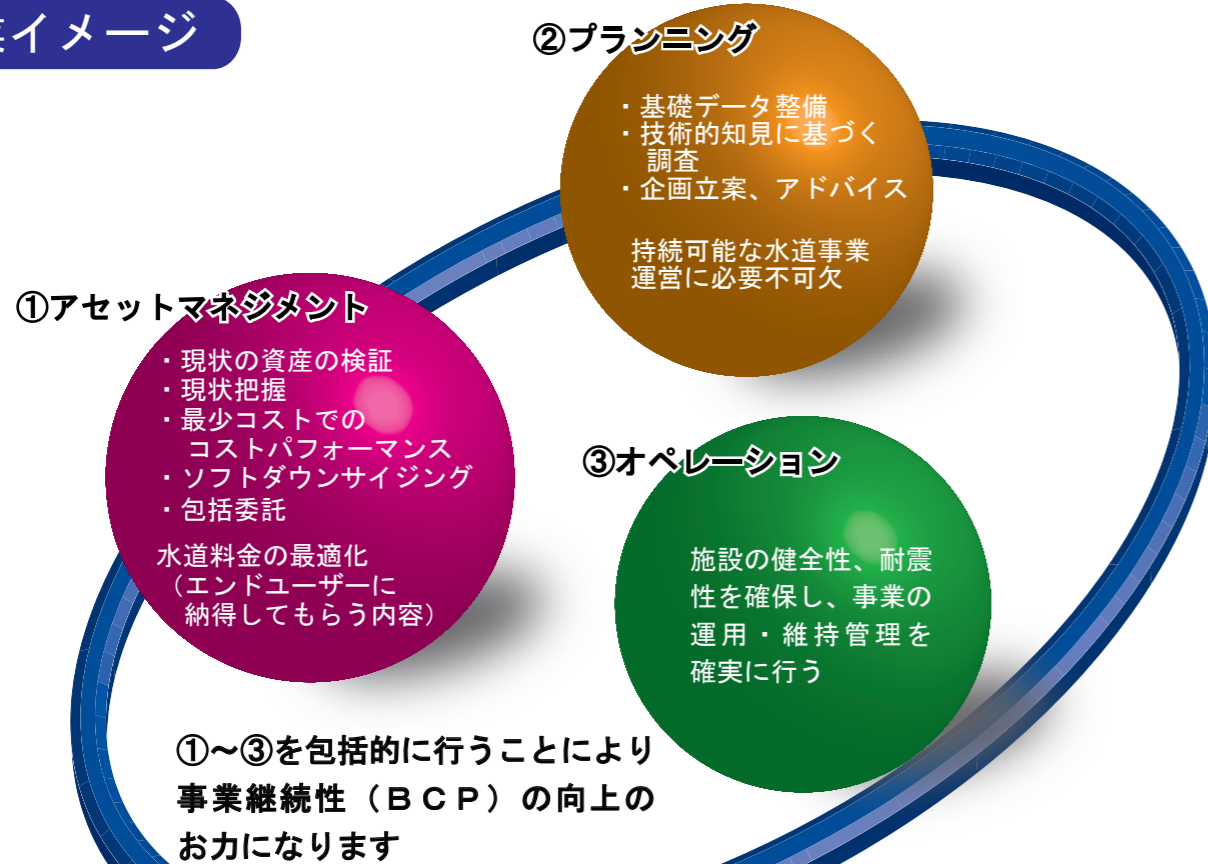 イメージ
①アセットマネジメント
・現状の資産の検証
・現状把握
・最少コストでの
コストパフォーマンス
・ソフトダウンサイジング
・包括委託
水道料金の最適化
（エンドユーザーに
納得してもらう内容）
②プランニング
・基礎データ整備
・技術的知見に基づく
調査
・企画立案、アドバイス
持続可能な水道事業
運営に必要不可欠
③オペレーション
施設の健全性、耐震
性を確保し、事業の
運用・維持管理を
確実に行う
①～③を包括的に行うことにより
事業継続性（ＢＣＰ）の向上の
お力になります